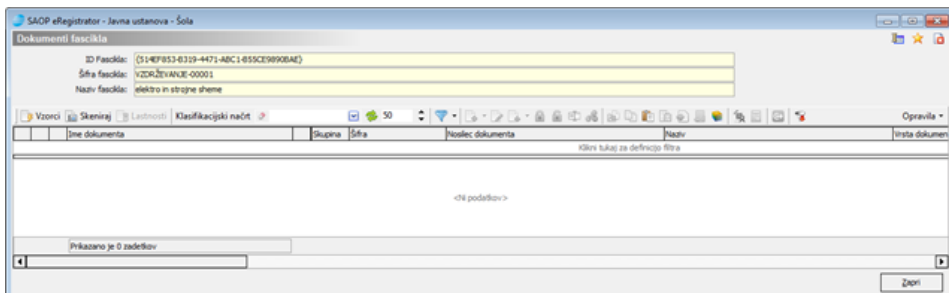 SAOP eRegistrator - Javna ustanova - Šola
Dokumenti fascikla
ID Fascikla: {514EF853-B319-4471-ABC1-B55CE9890BAE}
Šifra fascikla: VZDRŽEVANJE-00001
Naziv fascikla: elektro in strojne sheme
Vzorci Skeniraj Lastnosti Klasifikacijski načrt 50 Opravila
Ime dokumenta Skupina Šifra Nosilec dokumenta Naziv Vrsta dokumen
Klikni tukaj za definicijo filtra
<Ni podatkov>
Prikazano je 0 zadetkov
Zapri